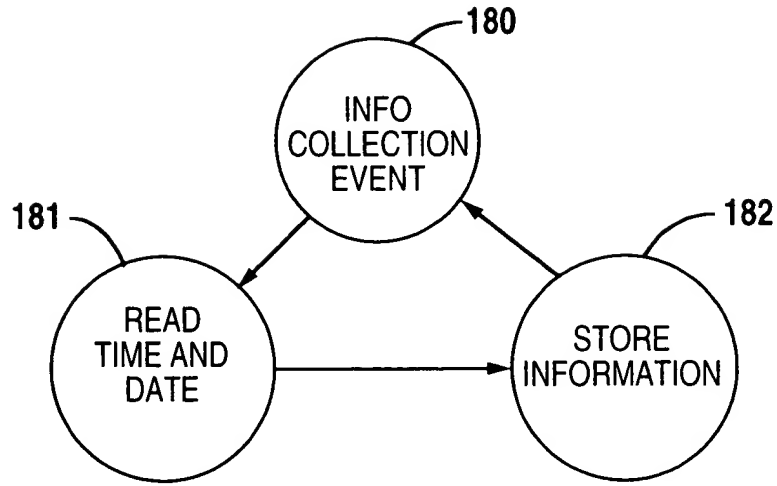 180
INFO
COLLECTION
EVENT
181
182
READ
TIME AND
DATE
STORE
INFORMATION